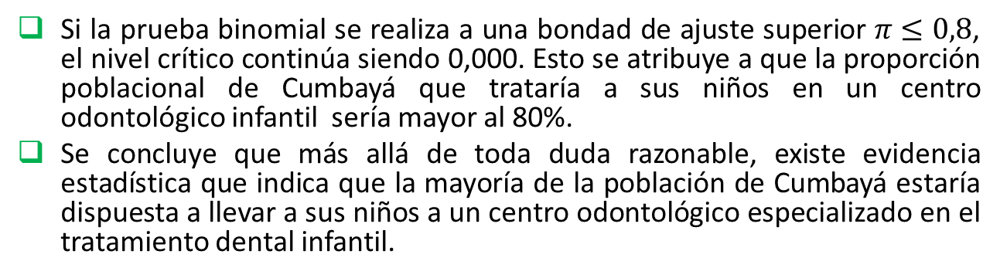 Si la prueba binomial se realiza a una bondad de ajuste superior π ≤ 0,8,
el nivel crítico continúa siendo 0,000. Esto se atribuye a que la proporción
poblacional de Cumbayá que trataría a sus niños en un centro
odontológico infantil sería mayor al 80%.
Se concluye que más allá de toda duda razonable, existe evidencia
estadística que indica que la mayoría de la población de Cumbayá estaría
dispuesta a llevar a sus niños a un centro odontológico especializado en el
tratamiento dental infantil.